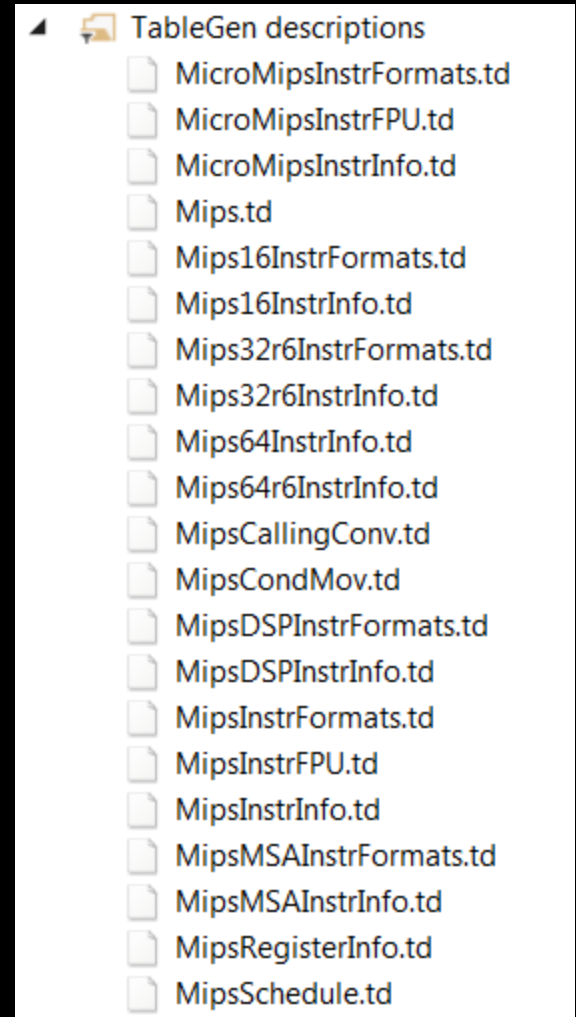 TableGen descriptions
MicroMipsInstrFormats.td
MicroMipsInstrFPU.td
MicroMipsInstrInfo.td
Mips.td
Mips16InstrFormats.td
Mips16InstrInfo.td
Mips32r6InstrFormats.td
Mips32r6InstrInfo.td
Mips64InstrInfo.td
Mips64r6InstrInfo.td
MipsCallingConv.td
MipsCondMov.td
MipsDSPInstrFormats.td
MipsDSPInstrInfo.td
MipsInstrFormats.td
MipsInstrFPU.td
MipsInstrInfo.td
MipsMSAInstrFormats.td
MipsMSAInstrInfo.td
MipsRegisterInfo.td
MipsSchedule.td